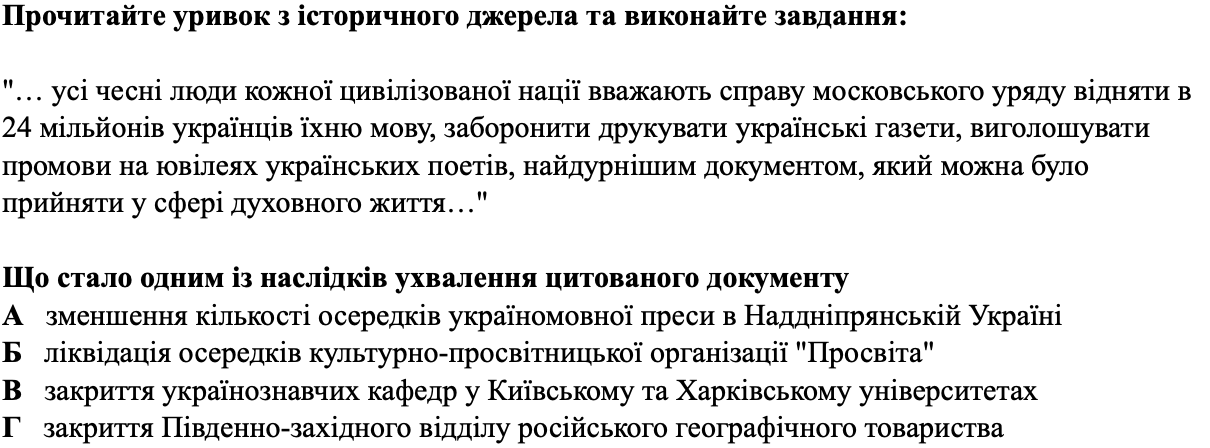 Прочитайте уривок з історичного джерела та виконайте завдання:
"… усі чесні люди кожної цивілізованої нації вважають справу московського уряду відняти в
24 мільйонів українців їхню мову, заборонити друкувати українські газети, виголошувати
промови на ювілеях українських поетів, найдурнішим документом, який можна було
прийняти у сфері духовного життя…"
Що стало одним із наслідків ухвалення цитованого документу
А зменшення кількості осередків україномовної преси в Наддніпрянській Україні
Б ліквідація осередків культурно-просвітницької організації "Просвіта"
В закриття українознавчих кафедр у Київському та Харківському університетах
Г закриття Південно-західного відділу російського географічного товариства